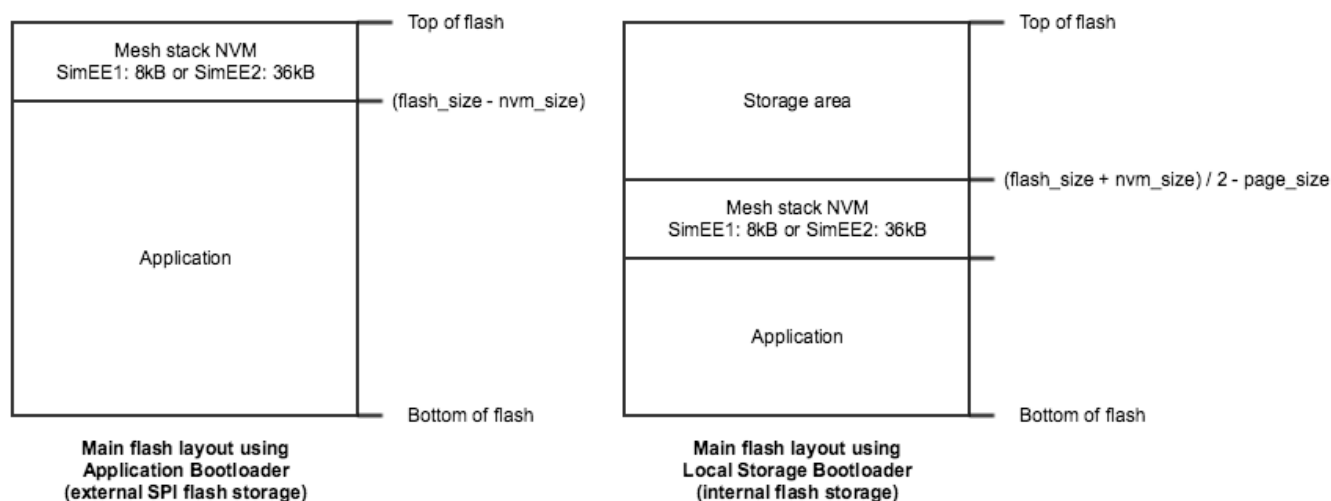 Top of flash
Mesh stack NVM
SimEE1: 8kB or SimEE2: 36kB
(flash_size - nvm_size)
Application
Bottom of flash
Main flash layout using
Application Bootloader
(external SPI flash storage)
Top of flash
Storage area
(flash_size + nvm_size) / 2 - page_size
Mesh stack NVM
SimEE1: 8kB or SimEE2: 36kB
Application
Bottom of flash
Main flash layout using
Local Storage Bootloader
(internal flash storage)